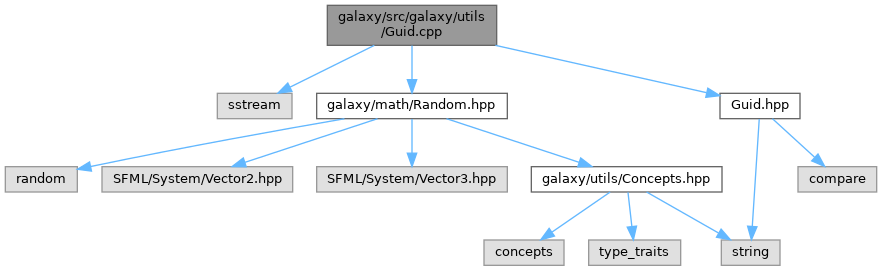 galaxy/src/galaxy/utils
/Guid.cpp
sstream
galaxy/math/Random.hpp
Guid.hpp
random
SFML/System/Vector2.hpp
SFML/System/Vector3.hpp
galaxy/utils/Concepts.hpp
compare
concepts
type_traits
string